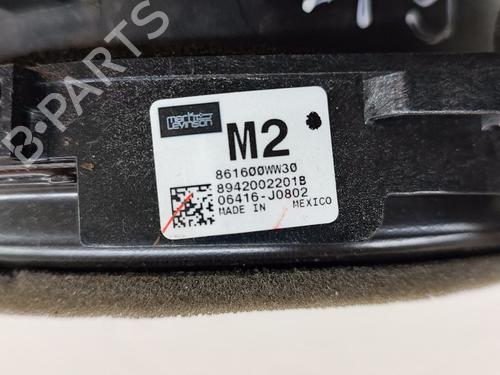 Mark
Levinson
M2
861600WW30
8942002201B
06416-J0802
MADE IN MEXICO
B-PARTS